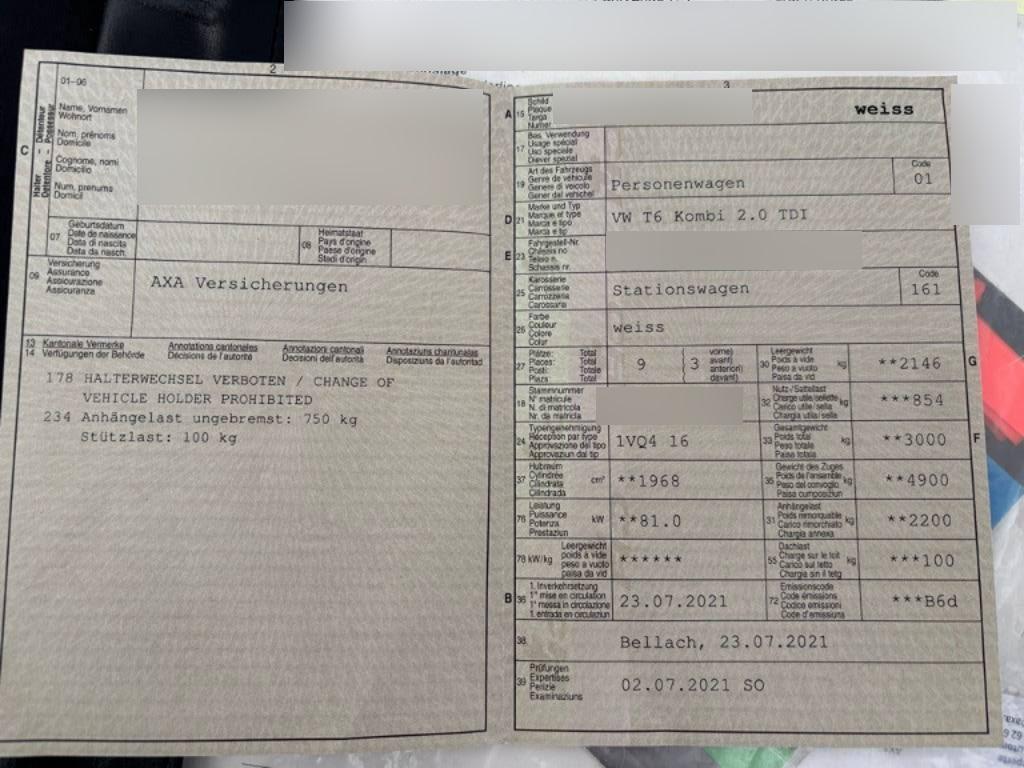 2
01–06
C
Halter
Détenteur
Detentore
Possessur
Name, Vornamen
Wohnort
Nom, prénoms
Domicile
Cognome, nomi
Domicilio
Num, prenums
Domicil
07
Geburtsdatum
Date de naissance
Data di nascita
Data da nasch.
08
Heimatstaat
Pays d'origine
Paese d'origine
Stadi d'origin
09
Versicherung
Assurance
Assicurazione
Assicuranza
AXA Versicherungen
13 Kantonale Vermerke Annotations cantonales Annotazioni cantonali Annotaziuns chantunalas
14 Verfügungen der Behörde Décisions de l'autorité Decisioni dell'autorità Disposiziuns da l'autoritad
178 HALTERWECHSEL VERBOTEN / CHANGE OF
VEHICLE HOLDER PROHIBITED
234 Anhängelast ungebremst: 750 kg
Stützlast: 100 kg
3
A 15
Schild
Plaque
Targa
Numer
weiss
17
Bes. Verwendung
Usage spécial
Uso speciale
Diever spezial
19
Art des Fahrzeugs
Genre de véhicule
Genere di veicolo
Gener dal vehichel
Personenwagen
Code
01
D 21
Marke und Typ
Marque et type
Marca e tipo
Marca e tip
VW T6 Kombi 2.0 TDI
E 23
Fahrgestell-Nr.
Châssis no
Telaio n.
Schassis nr.
25
Karosserie
Carrosserie
Carrozzeria
Carossaria
Stationswagen
Code
161
26
Farbe
Couleur
Colore
Colur
weiss
27
Plätze: Total
Places: Total
Posti: Totale
Plazs: Total
9 ( 3
vorne)
avant)
anteriori)
davant)
30
Leergewicht
Poids à vide
Peso a vuoto
Paisa da vid
kg
**2146
G
18
Stammnummer
N° matricule
N. di matricola
Nr. da matricla
32
Nutz-/Sattellast
Charge utile/sellette
Carico utile/sella
Chargia utila/sella
kg
***854
24
Typengenehmigung
Réception par type
Approvazione del tipo
Approvaziun dal tip
1VQ4 16
33
Gesamtgewicht
Poids total
Peso totale
Paisa totala
kg
**3000
F
37
Hubraum
Cylindrée
Cilindrata
Cilindrada
cm³
**1968
35
Gewicht des Zuges
Poids de l'ensemble
Peso del convoglio
Paisa cumposiziun
kg
**4900
76
Leistung
Puissance
Potenza
Prestaziun
kW
**81.0
31
Anhängelast
Poids remorquable
Carico rimorchiato
Chargia annexa
kg
**2200
78 kW/kg
Leergewicht
poids à vide
peso a vuoto
paisa da vid
******
55
Dachlast
Charge sur le toit
Carico sul tetto
Chargia sin il tetg
kg
***100
B 36
1. Inverkehrsetzung
1re mise en circulation
1a messa in circolazione
1. entrada en circulaziun
23.07.2021
72
Emissionscode
Code émissions
Codice emissioni
Code d'emissiuns
***B6d
38.
Bellach, 23.07.2021
39
Prüfungen
Expertises
Perizie
Examinaziuns
02.07.2021 SO